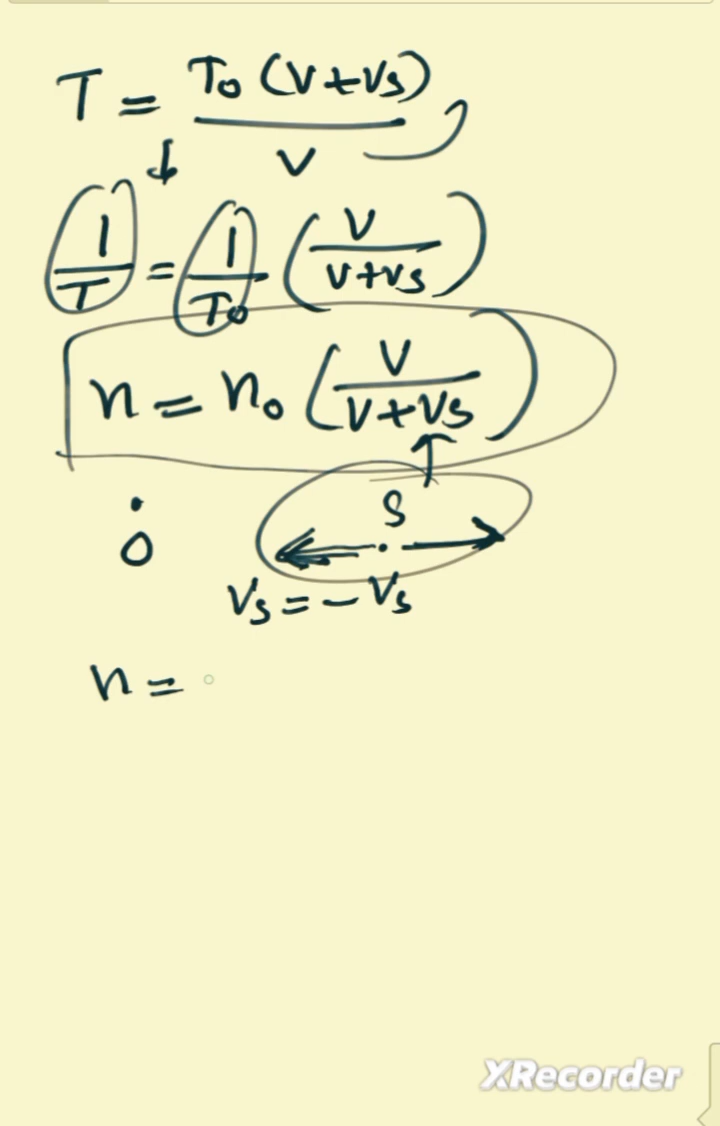 T = T₀ (V+Vs) / V
1/T = 1/T₀ (V / V+Vs)
n = n₀ (V / V+Vs)
O S
Vs = - Vs
n =
XRecorder